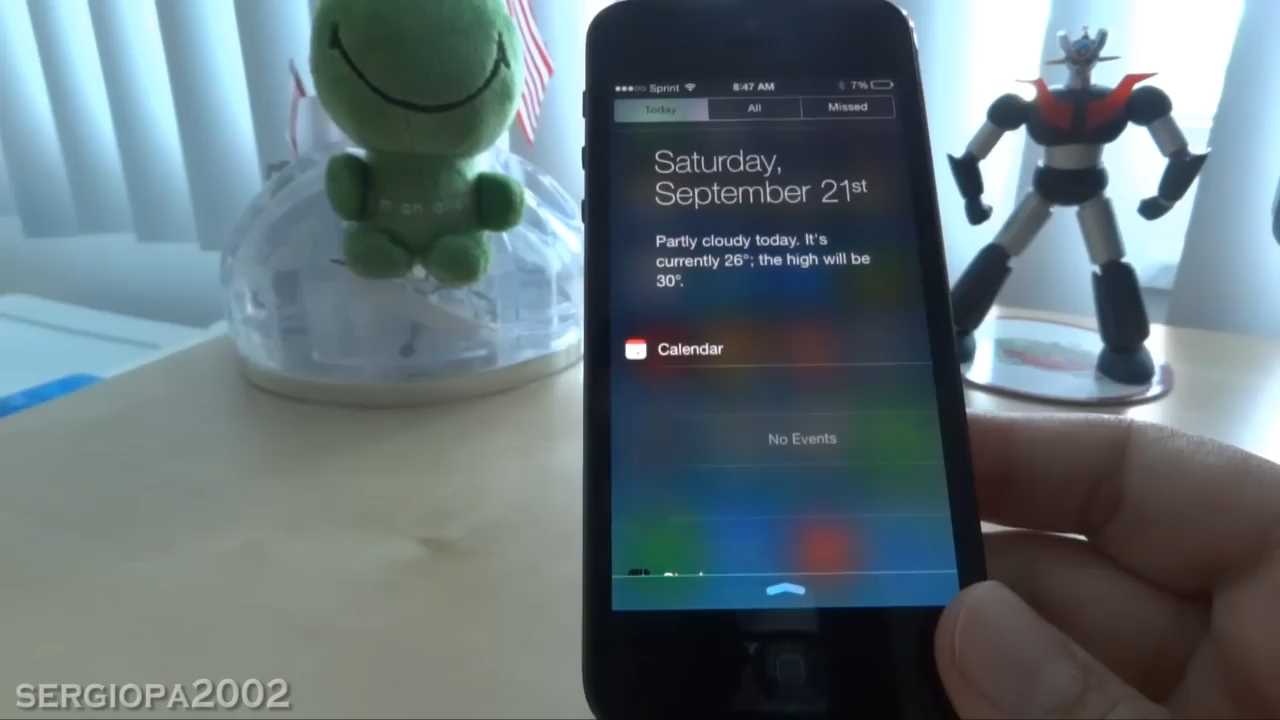 Sprint 8:47 AM 7%
Today All Missed
Saturday,
September 21st
Partly cloudy today. It's
currently 26°; the high will be
30°.
Calendar
No Events
SERGIOPA2002